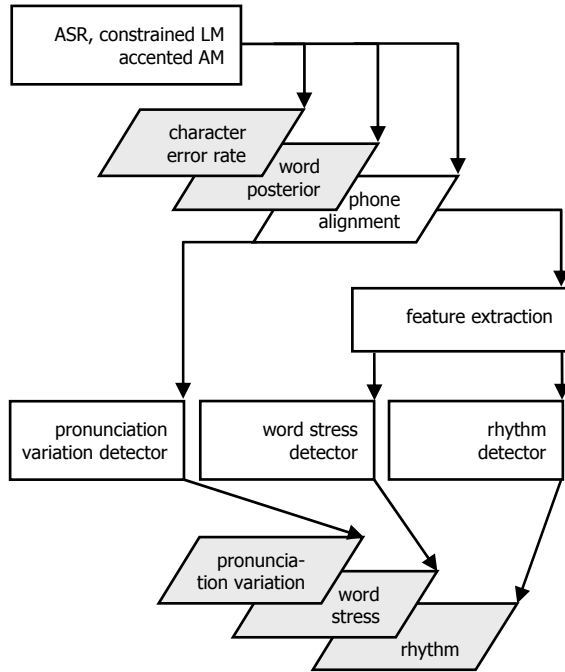 ASR, constrained LM
accented AM
character
error rate
word
posterior
phone
alignment
feature extraction
pronunciation
variation detector
word stress
detector
rhythm
detector
pronuncia-
tion variation
word
stress
rhythm